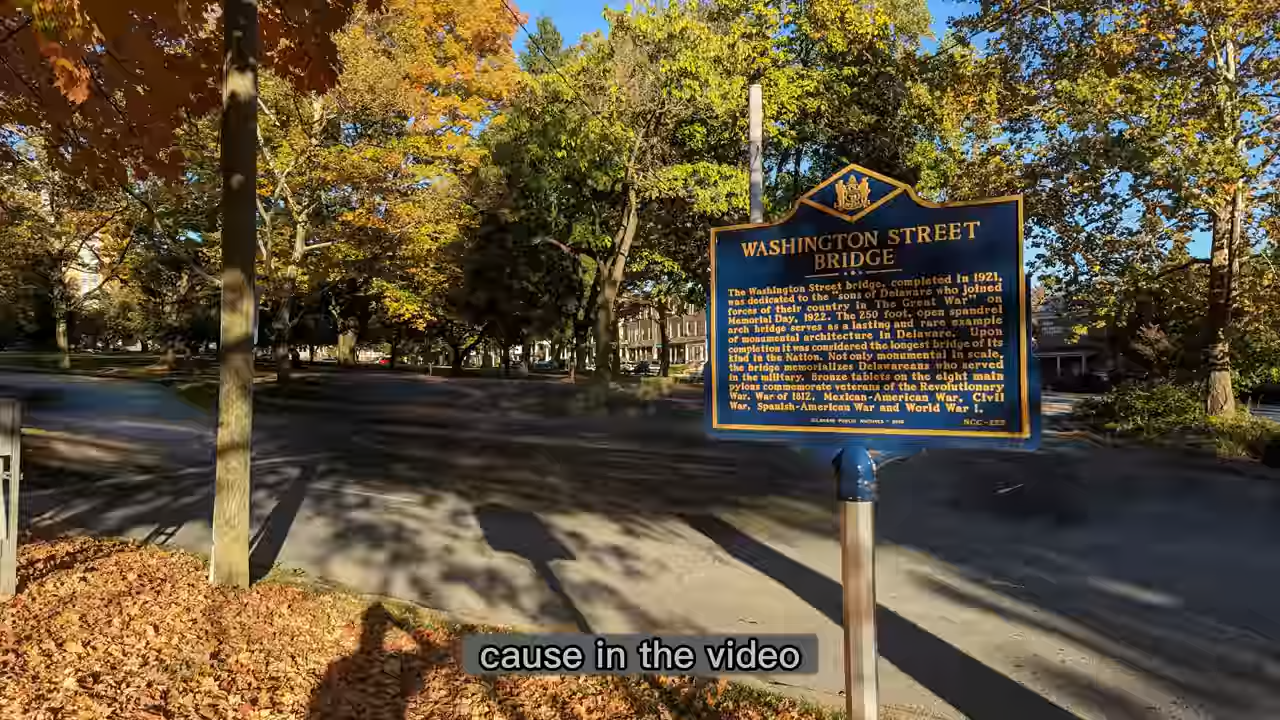 WASHINGTON STREET
BRIDGE
The Washington Street bridge, completed in 1921,
was dedicated to the "sons of Delaware who joined
forces of their country in The Great War" on
Memorial Day, 1922. The 250 foot, open spandrel
arch bridge serves as a lasting and rare example
of monumental architecture in Delaware. Upon
completion it was considered the longest bridge of its
kind in the Nation. Not only monumental in scale,
the bridge memorializes Delawareans who served
in the military. Bronze tablets on the eight main
pylons commemorate veterans of the Revolutionary
War, War of 1812, Mexican-American War, Civil
War, Spanish-American War and World War I.
DELAWARE PUBLIC ARCHIVES
cause in the video